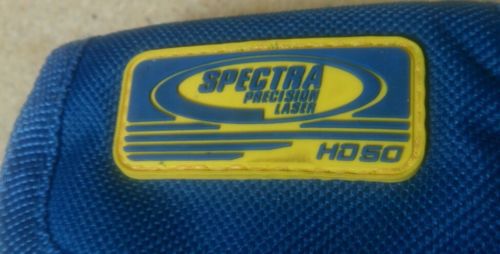 SPECTRA
PRECISION
LASER
HD50